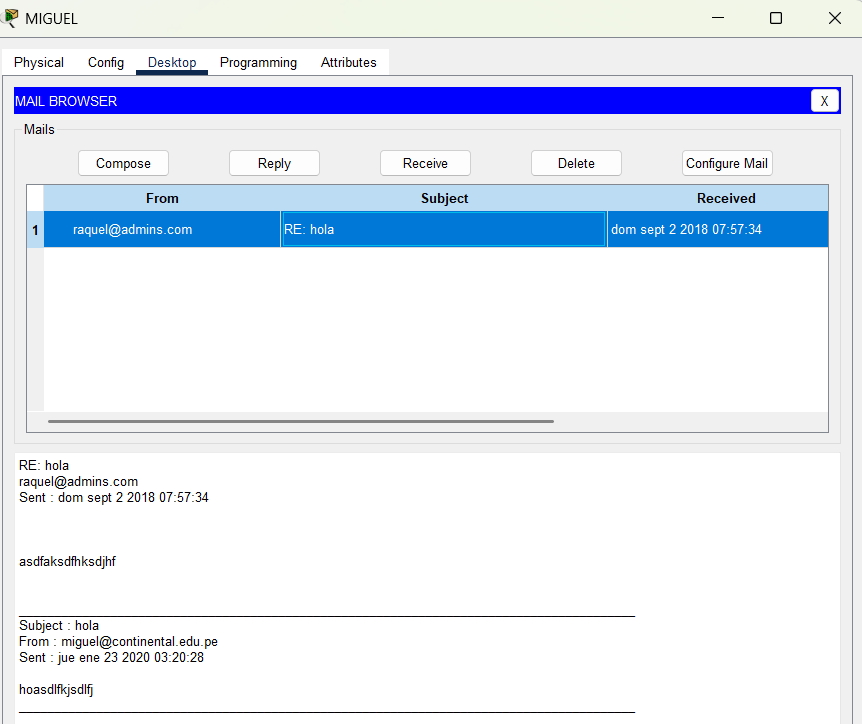 MIGUEL
Physical Config Desktop Programming Attributes
MAIL BROWSER X
Mails
Compose Reply Receive Delete Configure Mail
From Subject Received
1 raquel@admins.com RE: hola dom sept 2 2018 07:57:34
RE: hola
raquel@admins.com
Sent : dom sept 2 2018 07:57:34
asdfaksdfhksdjhf
Subject : hola
From : miguel@continental.edu.pe
Sent : jue ene 23 2020 03:20:28
hoasdlfkjsdlfj